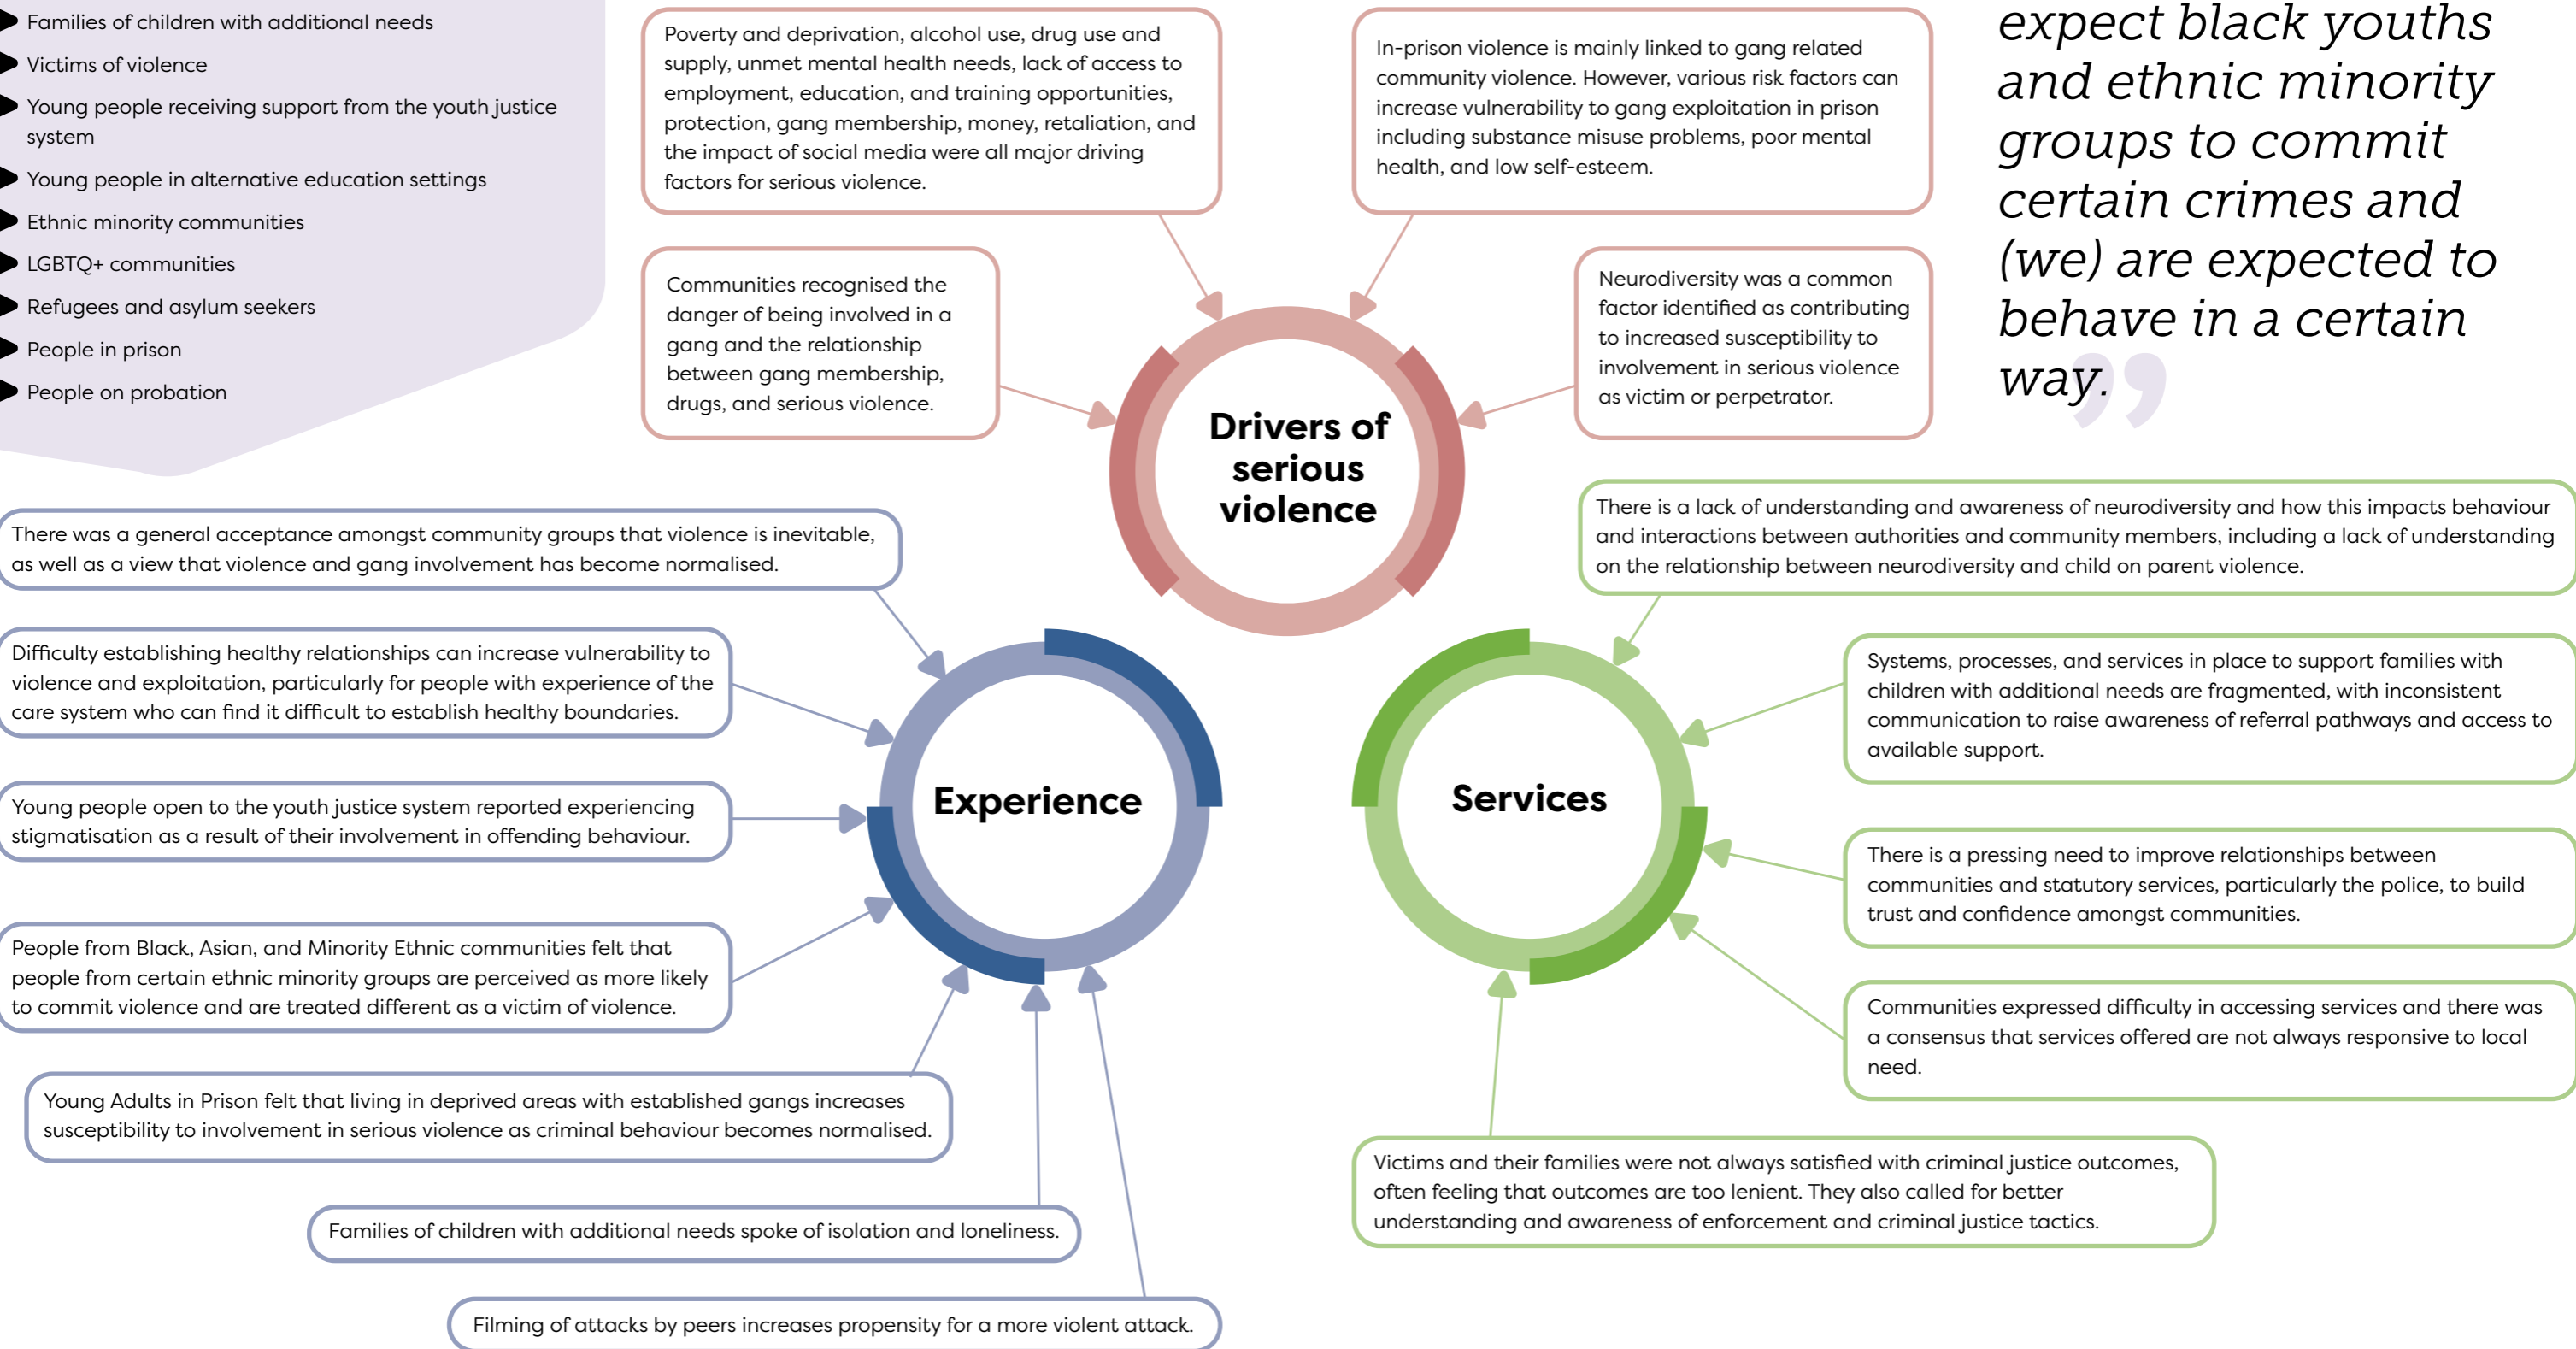 Families of children with additional needs
Victims of violence
Young people receiving support from the youth justice
system
Young people in alternative education settings
Ethnic minority communities
LGBTQ+ communities
Refugees and asylum seekers
People in prison
People on probation
Poverty and deprivation, alcohol use, drug use and
supply, unmet mental health needs, lack of access to
employment, education, and training opportunities,
protection, gang membership, money, retaliation, and
the impact of social media were all major driving
factors for serious violence.
In-prison violence is mainly linked to gang related
community violence. However, various risk factors can
increase vulnerability to gang exploitation in prison
including substance misuse problems, poor mental
health, and low self-esteem.
expect black youths
and ethnic minority
groups to commit
certain crimes and
(we) are expected to
behave in a certain
way.”
Communities recognised the
danger of being involved in a
gang and the relationship
between gang membership,
drugs, and serious violence.
Neurodiversity was a common
factor identified as contributing
to increased susceptibility to
involvement in serious violence
as victim or perpetrator.
Drivers of
serious
violence
There was a general acceptance amongst community groups that violence is inevitable,
as well as a view that violence and gang involvement has become normalised.
Difficulty establishing healthy relationships can increase vulnerability to
violence and exploitation, particularly for people with experience of the
care system who can find it difficult to establish healthy boundaries.
Young people open to the youth justice system reported experiencing
stigmatisation as a result of their involvement in offending behaviour.
People from Black, Asian, and Minority Ethnic communities felt that
people from certain ethnic minority groups are perceived as more likely
to commit violence and are treated different as a victim of violence.
Young Adults in Prison felt that living in deprived areas with established gangs increases
susceptibility to involvement in serious violence as criminal behaviour becomes normalised.
Families of children with additional needs spoke of isolation and loneliness.
Filming of attacks by peers increases propensity for a more violent attack.
Experience
There is a lack of understanding and awareness of neurodiversity and how this impacts behaviour
and interactions between authorities and community members, including a lack of understanding
on the relationship between neurodiversity and child on parent violence.
Systems, processes, and services in place to support families with
children with additional needs are fragmented, with inconsistent
communication to raise awareness of referral pathways and access to
available support.
There is a pressing need to improve relationships between
communities and statutory services, particularly the police, to build
trust and confidence amongst communities.
Communities expressed difficulty in accessing services and there was
a consensus that services offered are not always responsive to local
need.
Victims and their families were not always satisfied with criminal justice outcomes,
often feeling that outcomes are too lenient. They also called for better
understanding and awareness of enforcement and criminal justice tactics.
Services